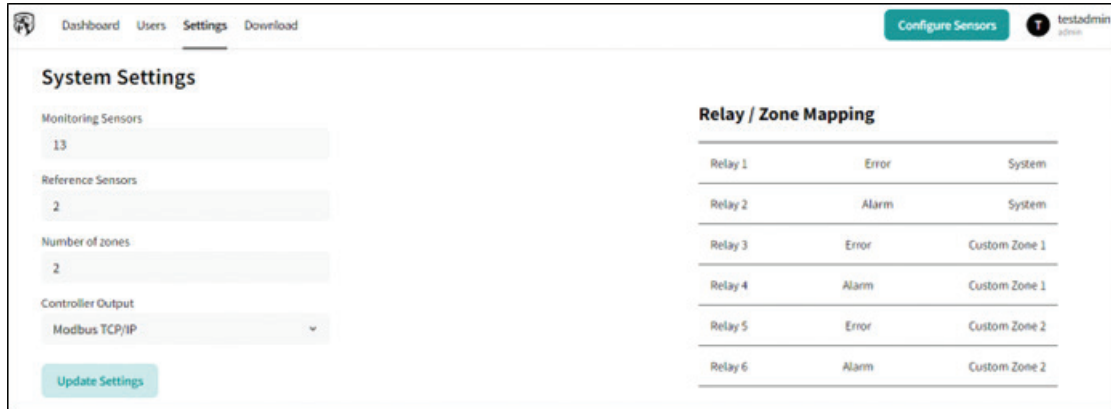 Dashboard Users Settings Download
Configure Sensors
T
testadmin
admin
System Settings
Monitoring Sensors
13
Reference Sensors
2
Number of zones
2
Controller Output
Modbus TCP/IP
Update Settings
Relay / Zone Mapping
Relay 1 Error System
Relay 2 Alarm System
Relay 3 Error Custom Zone 1
Relay 4 Alarm Custom Zone 1
Relay 5 Error Custom Zone 2
Relay 6 Alarm Custom Zone 2